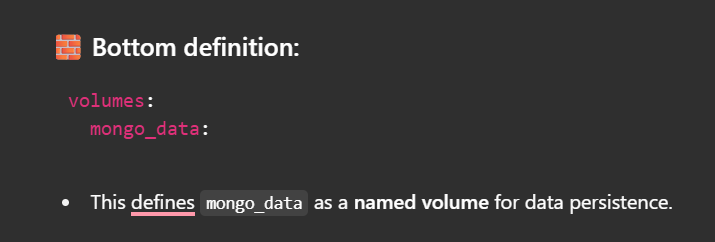 🧱 Bottom definition:
volumes:
  mongo_data:
• This defines mongo_data as a named volume for data persistence.